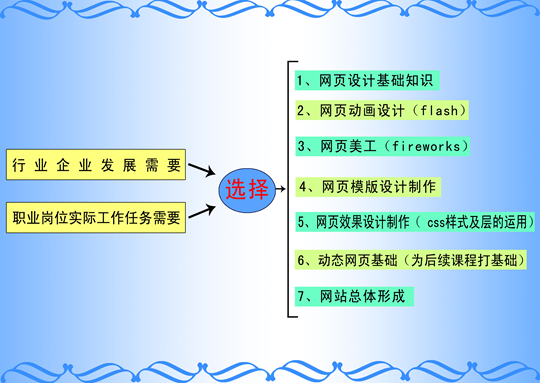 行业企业发展需要
职业岗位实际工作任务需要
选择
1、网页设计基础知识
2、网页动画设计（flash）
3、网页美工（fireworks）
4、网页模版设计制作
5、网页效果设计制作（ css样式及层的运用）
6、动态网页基础（为后续课程打基础）
7、网站总体形成